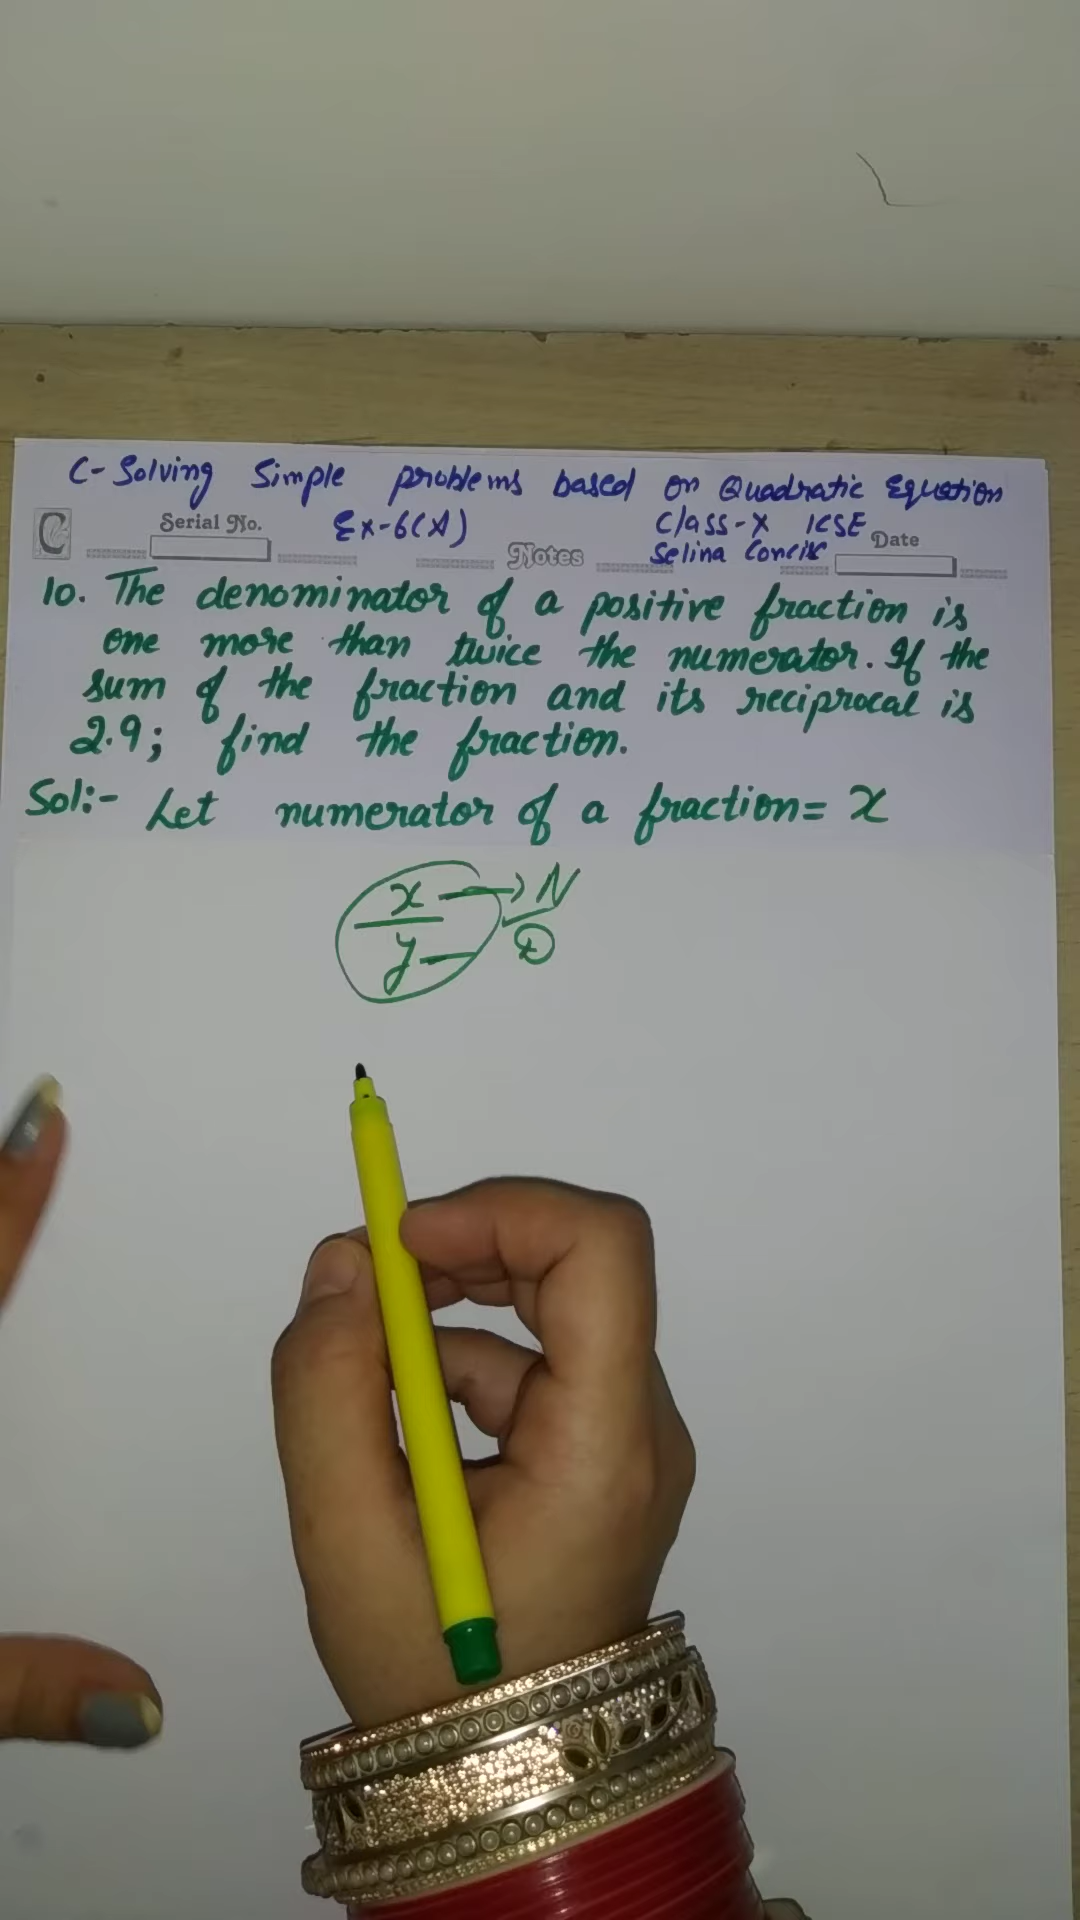 C- Solving Simple problems based on Quadratic Equation
C Serial No. Ex-6(A) Class-X ICSE
Notes Selina Concise Date
10. The denominator of a positive fraction is
one more than twice the numerator. If the
sum of the fraction and its reciprocal is
2.9; find the fraction.
Sol:- Let numerator of a fraction= x
x → N
y — D